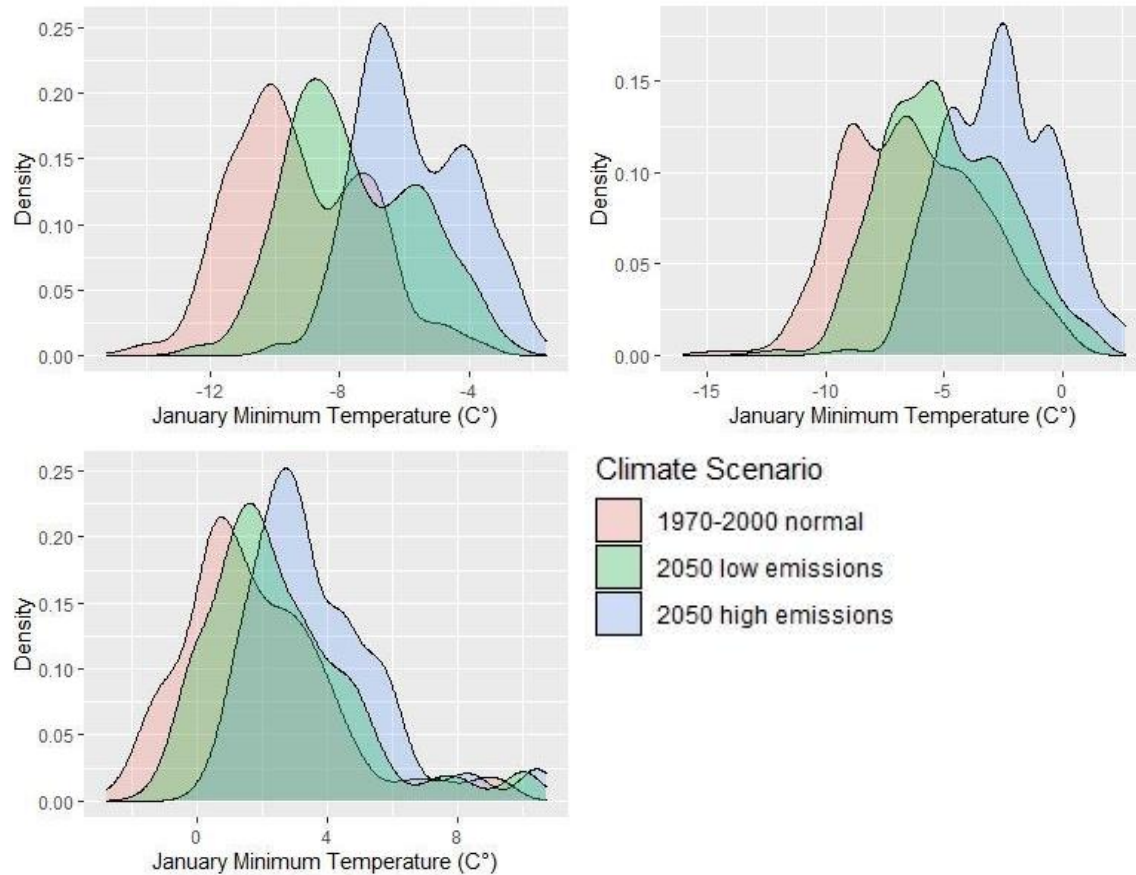 0.25
0.20
0.15
0.10
0.05
0.00
Density
-12
-8
-4
January Minimum Temperature (C°)
0.15
0.10
0.05
0.00
Density
-15
-10
-5
0
January Minimum Temperature (C°)
0.25
0.20
0.15
0.10
0.05
0.00
Density
0
4
8
January Minimum Temperature (C°)
Climate Scenario
1970-2000 normal
2050 low emissions
2050 high emissions